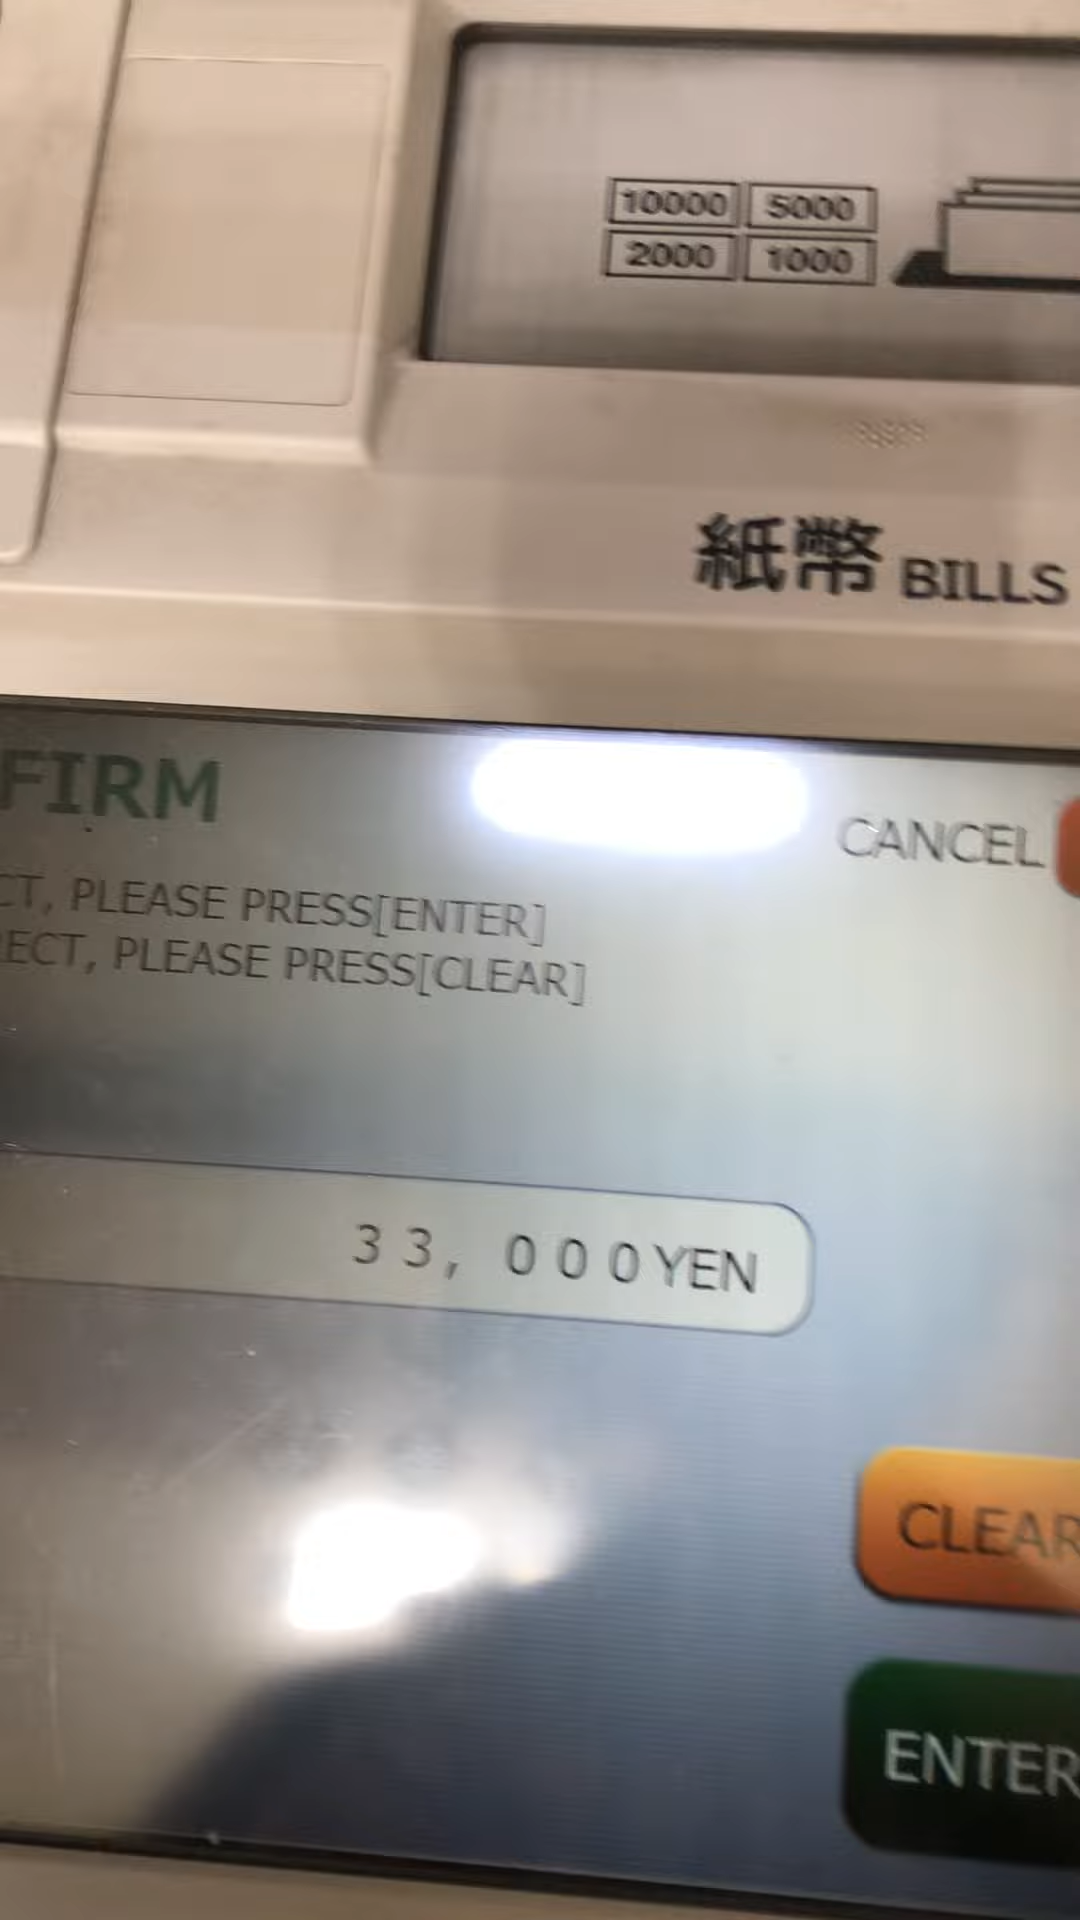 10000 5000
2000 1000
紙幣 BILLS
FIRM
CANCEL
CT, PLEASE PRESS[ENTER]
RECT, PLEASE PRESS[CLEAR]
33,000YEN
CLEAR
ENTER